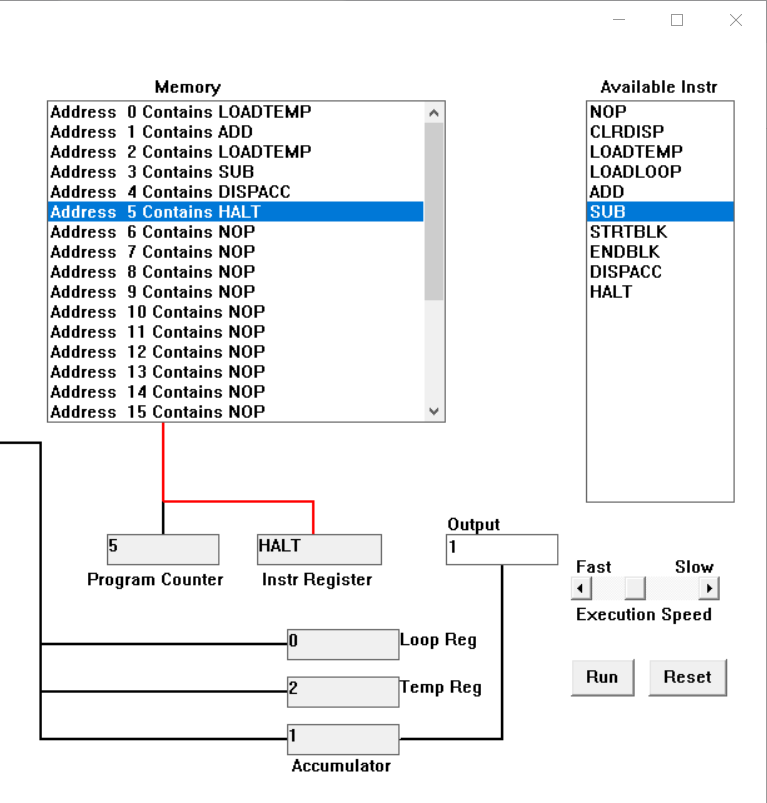 Memory
Address 0 Contains LOADTEMP
Address 1 Contains ADD
Address 2 Contains LOADTEMP
Address 3 Contains SUB
Address 4 Contains DISPACC
Address 5 Contains HALT
Address 6 Contains NOP
Address 7 Contains NOP
Address 8 Contains NOP
Address 9 Contains NOP
Address 10 Contains NOP
Address 11 Contains NOP
Address 12 Contains NOP
Address 13 Contains NOP
Address 14 Contains NOP
Address 15 Contains NOP
Available Instr
NOP
CLRDISP
LOADTEMP
LOADLOOP
ADD
SUB
STRTBLK
ENDBLK
DISPACC
HALT
5
Program Counter
HALT
Instr Register
Output
1
Fast Slow
Execution Speed
0 Loop Reg
2 Temp Reg
1
Accumulator
Run Reset